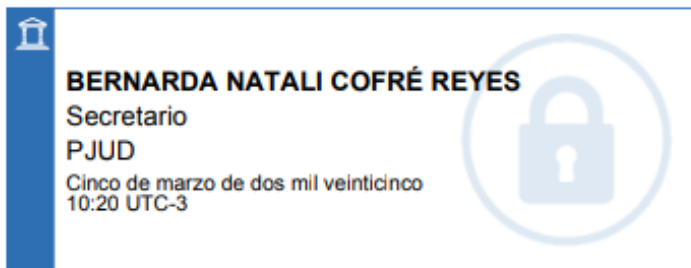 BERNARDA NATALI COFRÉ REYES
Secretario
PJUD
Cinco de marzo de dos mil veinticinco
10:20 UTC-3